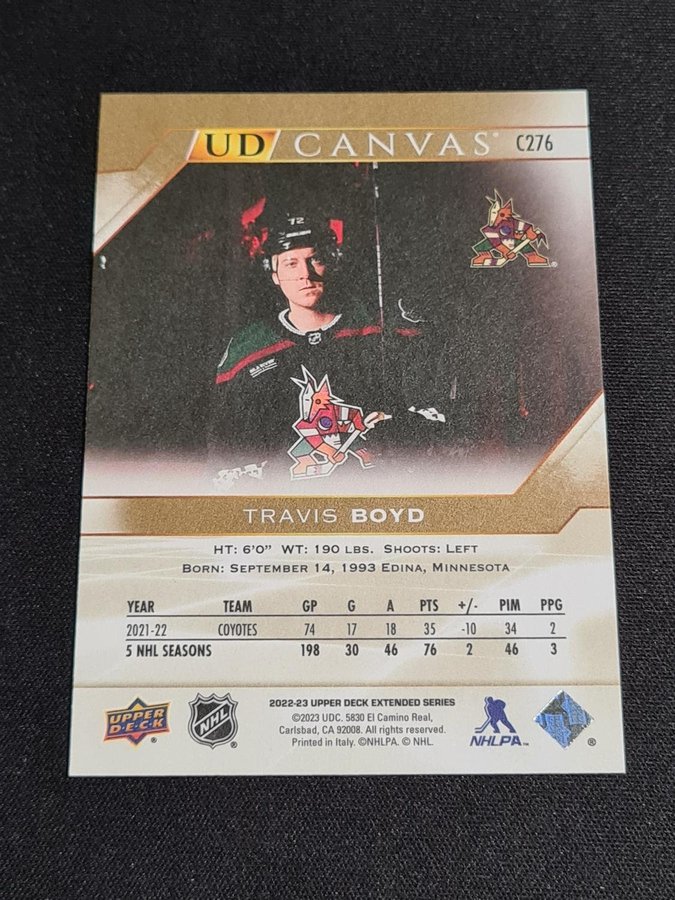 UD CANVAS® C276
72
®
TRAVIS BOYD
HT: 6'0" WT: 190 LBS. SHOOTS: LEFT
BORN: SEPTEMBER 14, 1993 EDINA, MINNESOTA
YEAR TEAM GP G A PTS +/- PIM PPG
2021-22 COYOTES 74 17 18 35 -10 34 2
5 NHL SEASONS 198 30 46 76 2 46 3
2022-23 UPPER DECK EXTENDED SERIES
©2023 UDC. 5830 El Camino Real,
Carlsbad, CA 92008. All rights reserved.
Printed in Italy. ©NHLPA. © NHL.
UPPER DECK
NHL ®
NHLPA™
®